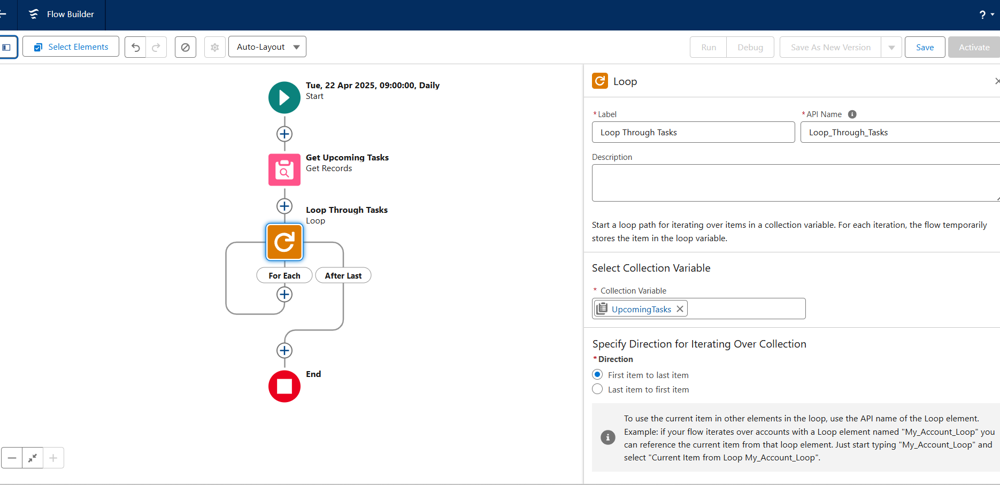 Flow Builder
?
Select Elements
Auto-Layout
Run
Debug
Save As New Version
Save
Activate
Tue, 22 Apr 2025, 09:00:00, Daily
Start
Get Upcoming Tasks
Get Records
Loop Through Tasks
Loop
For Each
After Last
End
Loop
* Label
* API Name
Loop Through Tasks
Loop_Through_Tasks
Description
Start a loop path for iterating over items in a collection variable. For each iteration, the flow temporarily
stores the item in the loop variable.
Select Collection Variable
* Collection Variable
UpcomingTasks
Specify Direction for Iterating Over Collection
* Direction
First item to last item
Last item to first item
To use the current item in other elements in the loop, use the API name of the Loop element.
Example: if your flow iterates over accounts with a Loop element named "My_Account_Loop" you
can reference the current item from that loop element. Just start typing "My_Account_Loop" and
select "Current Item from Loop My_Account_Loop".